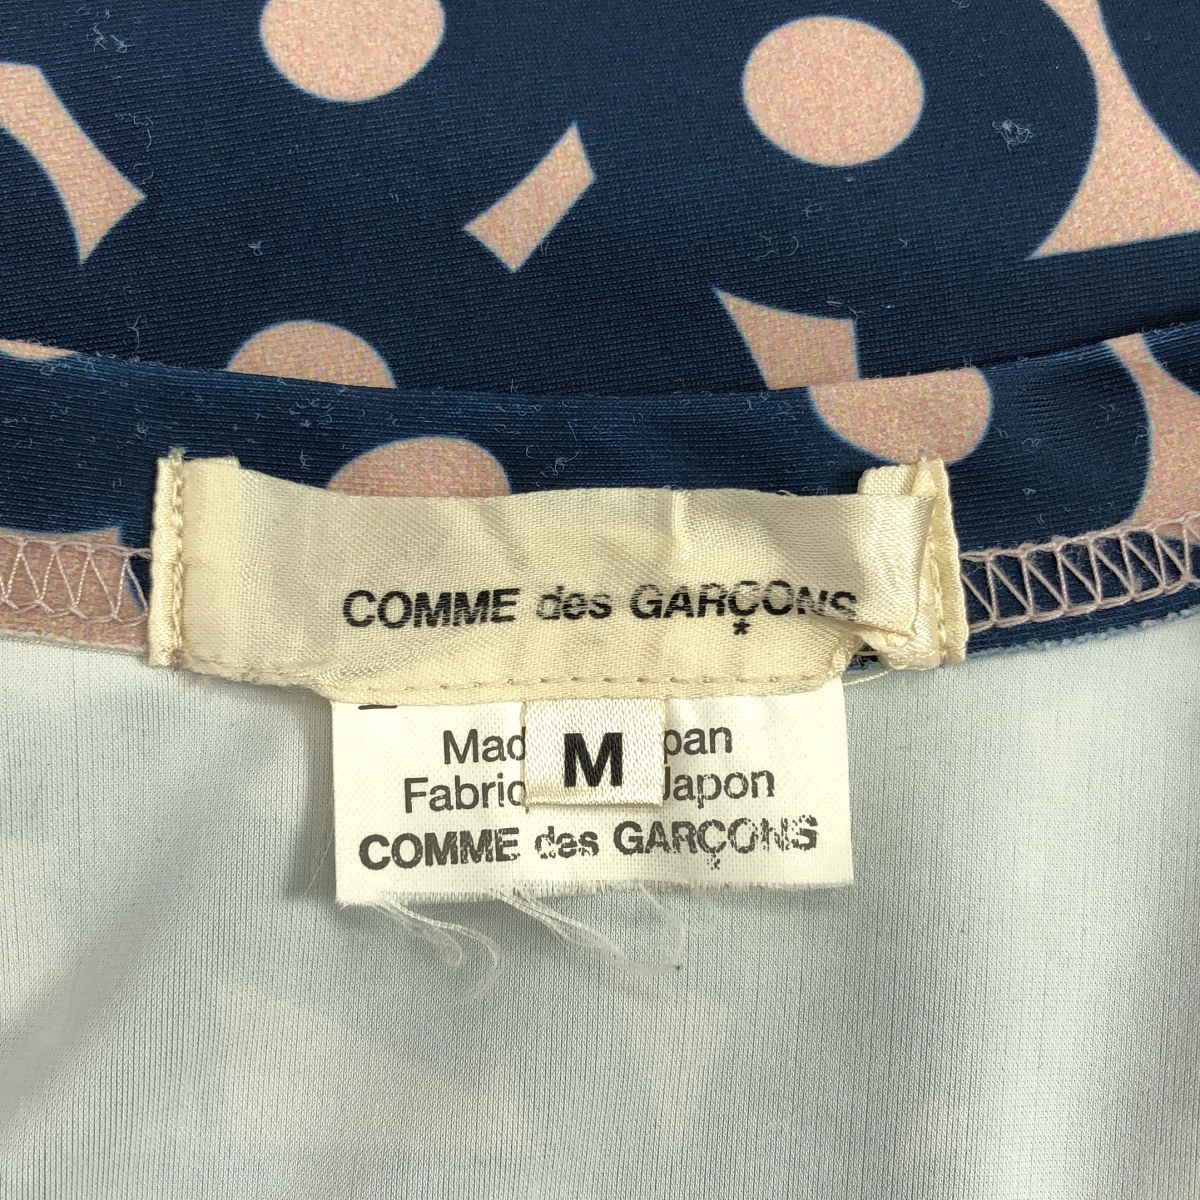 COMME des GARÇONS
*
M
Mad pan
Fabriq Japon
COMME des GARÇONS